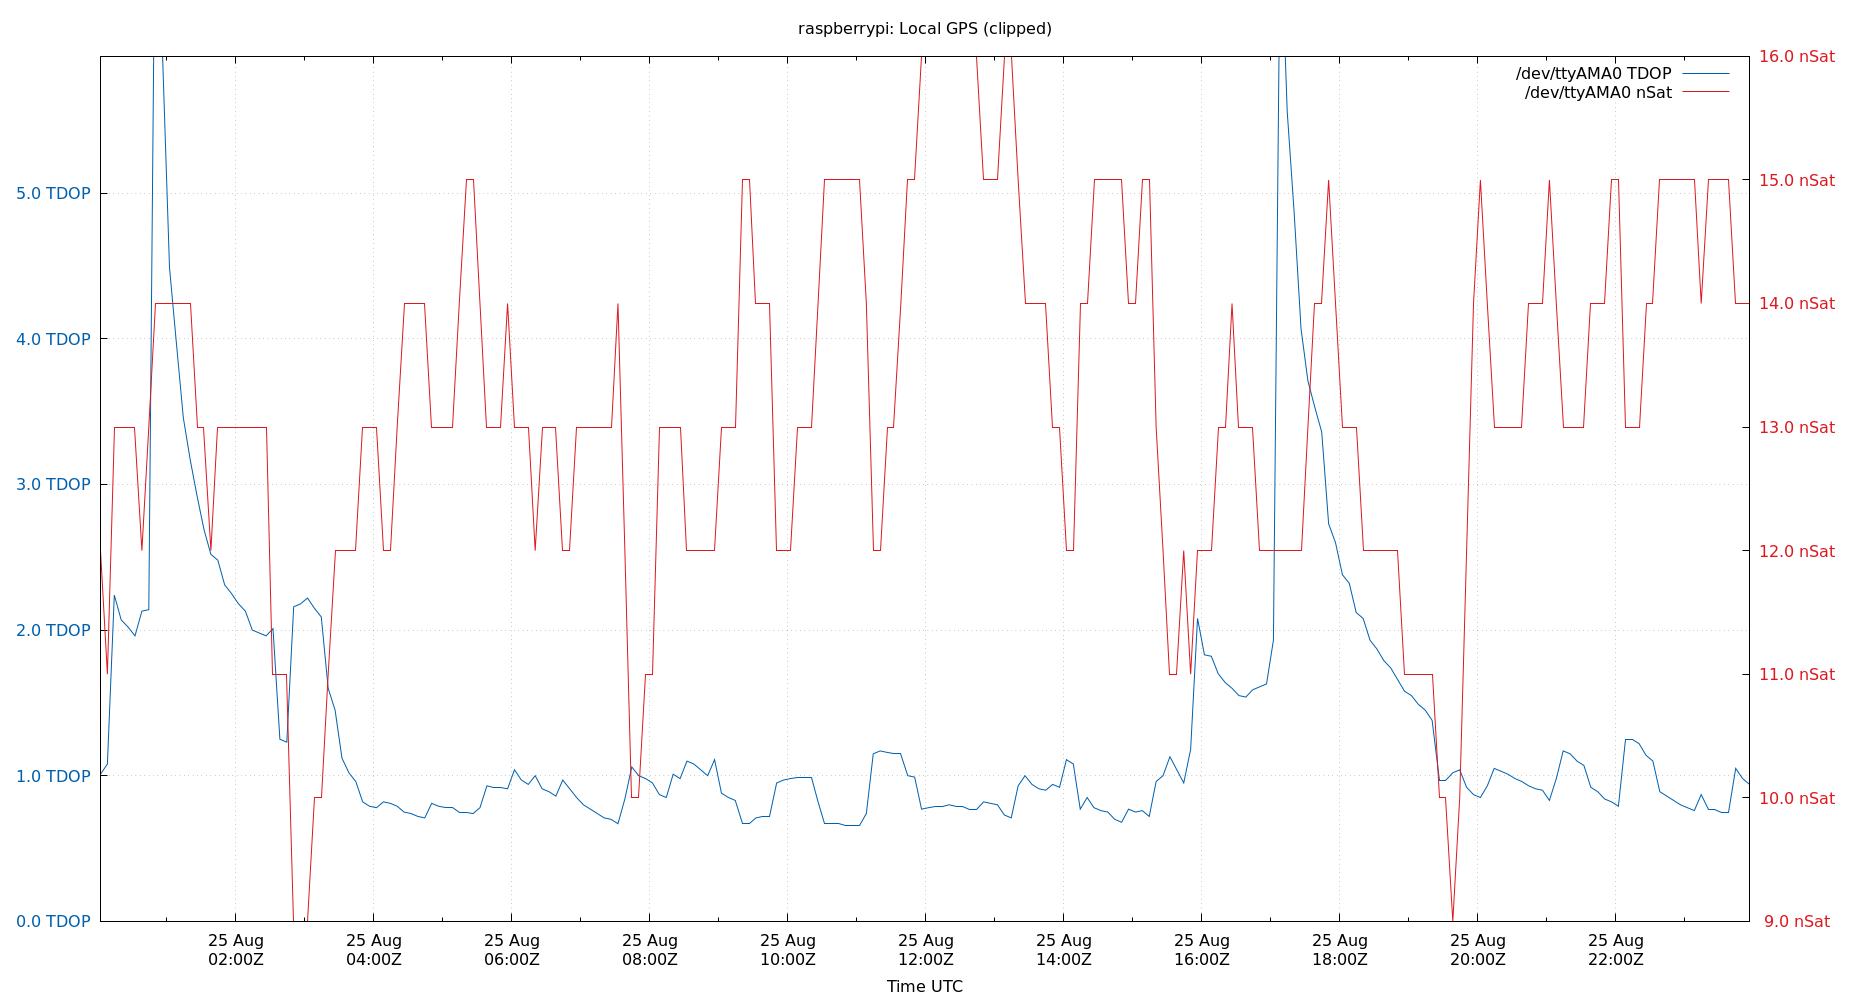 raspberrypi: Local GPS (clipped)
/dev/ttyAMA0 TDOP
/dev/ttyAMA0 nSat
5.0 TDOP
4.0 TDOP
3.0 TDOP
2.0 TDOP
1.0 TDOP
0.0 TDOP
16.0 nSat
15.0 nSat
14.0 nSat
13.0 nSat
12.0 nSat
11.0 nSat
10.0 nSat
9.0 nSat
25 Aug
02:00Z
25 Aug
04:00Z
25 Aug
06:00Z
25 Aug
08:00Z
25 Aug
10:00Z
25 Aug
12:00Z
25 Aug
14:00Z
25 Aug
16:00Z
25 Aug
18:00Z
25 Aug
20:00Z
25 Aug
22:00Z
Time UTC